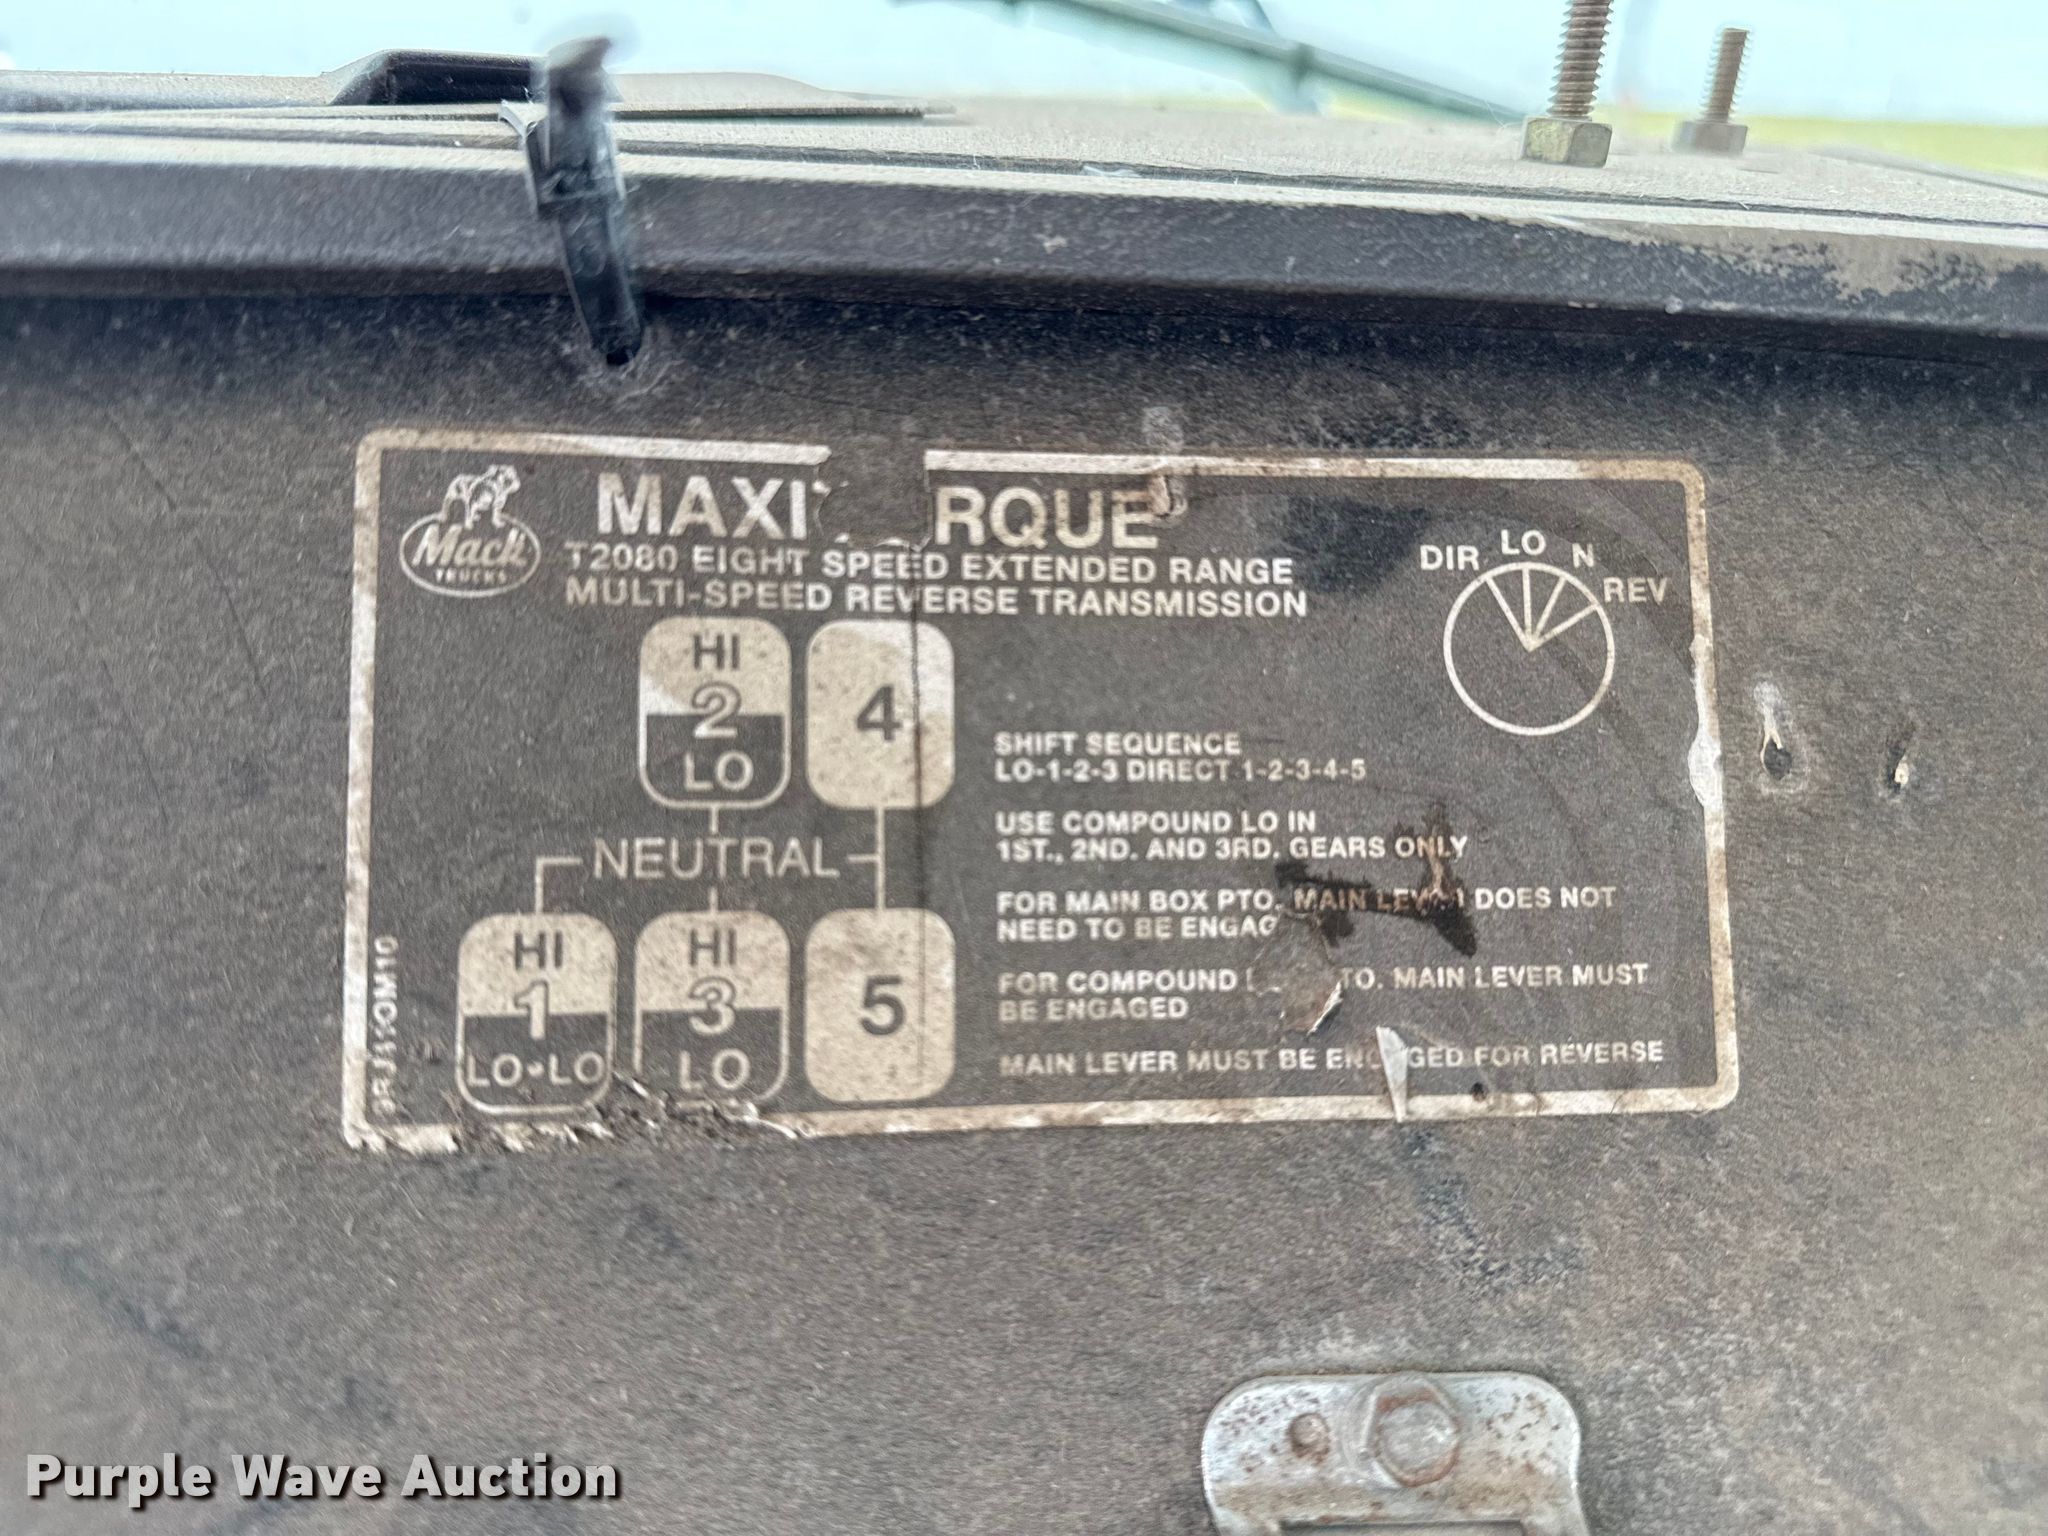 Mack
TRUCKS
MAXI RQUE
T2080 EIGHT SPEED EXTENDED RANGE
MULTI-SPEED REVERSE TRANSMISSION
DIR LO N REV
HI
2
LO
4
NEUTRAL
HI
1
LO-LO
HI
3
LO
5
SHIFT SEQUENCE
LO-1-2-3 DIRECT 1-2-3-4-5
USE COMPOUND LO IN
1ST., 2ND. AND 3RD. GEARS ONLY
FOR MAIN BOX PTO. MAIN LEVER DOES NOT
NEED TO BE ENGAG
FOR COMPOUND TO. MAIN LEVER MUST
BE ENGAGED
MAIN LEVER MUST BE ENGAGED FOR REVERSE
Purple Wave Auction